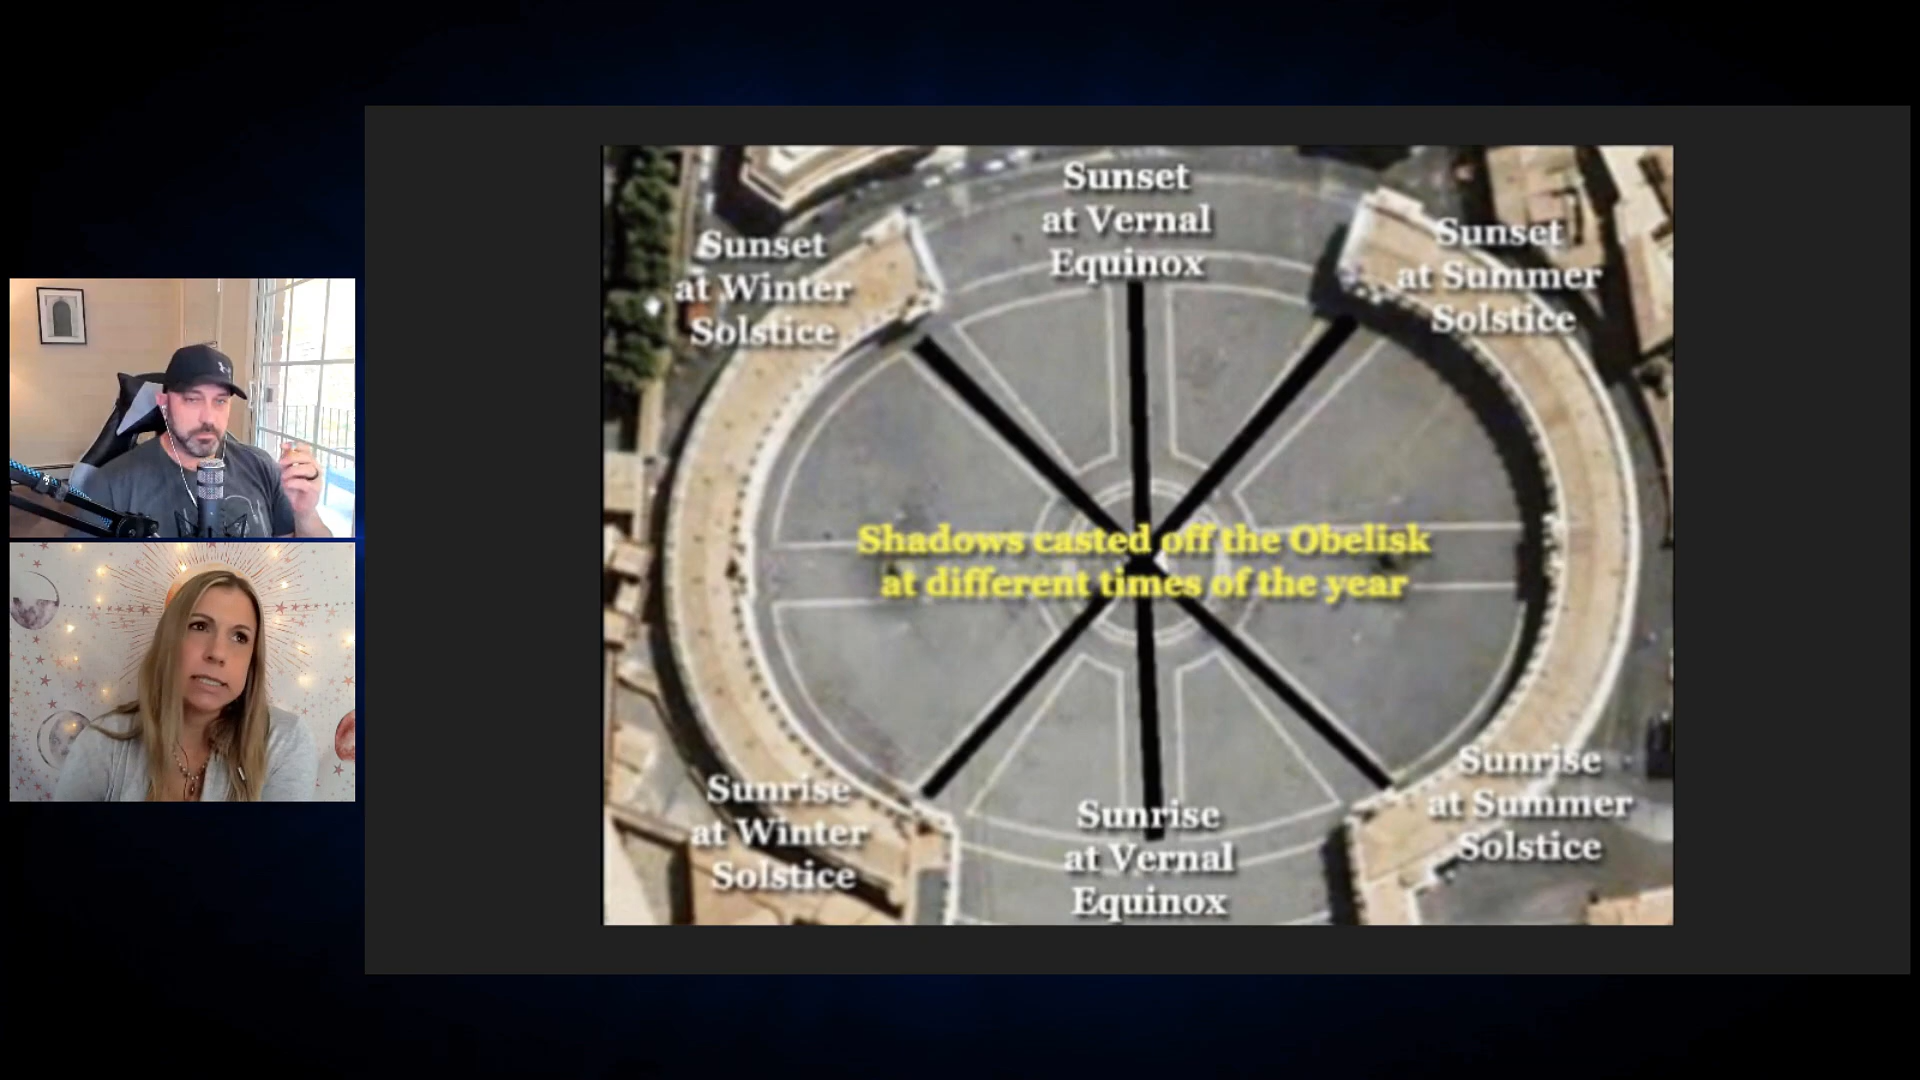 Sunset
at Vernal
Equinox
Sunset
at Winter
Solstice
Sunset
at Summer
Solstice
Shadows casted off the Obelisk
at different times of the year
Sunrise
at Winter
Solstice
Sunrise
at Vernal
Equinox
Sunrise
at Summer
Solstice